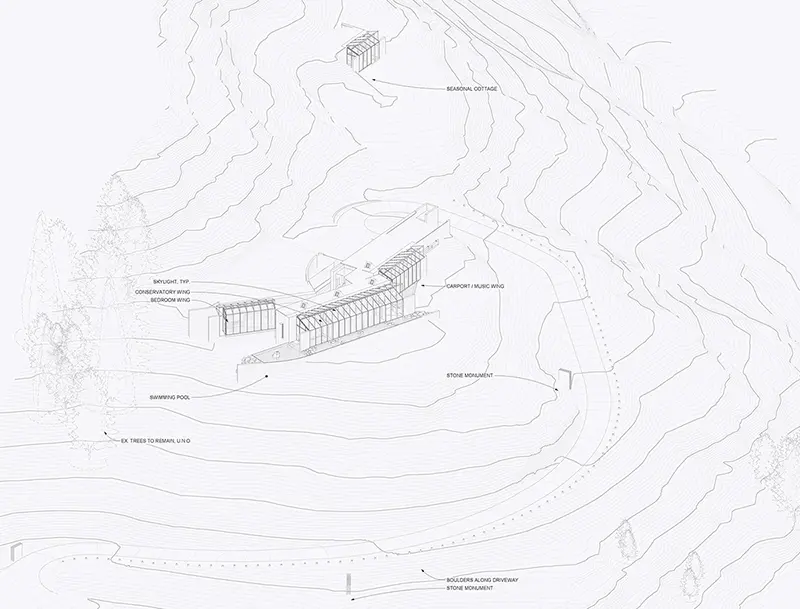 SEASONAL COTTAGE
SKYLIGHT, TYP.
CONSERVATORY WING
BEDROOM WING
CARPORT / MUSIC WING
STONE MONUMENT
SWIMMING POOL
EX. TREES TO REMAIN, U.N.O
BOULDERS ALONG DRIVEWAY
STONE MONUMENT